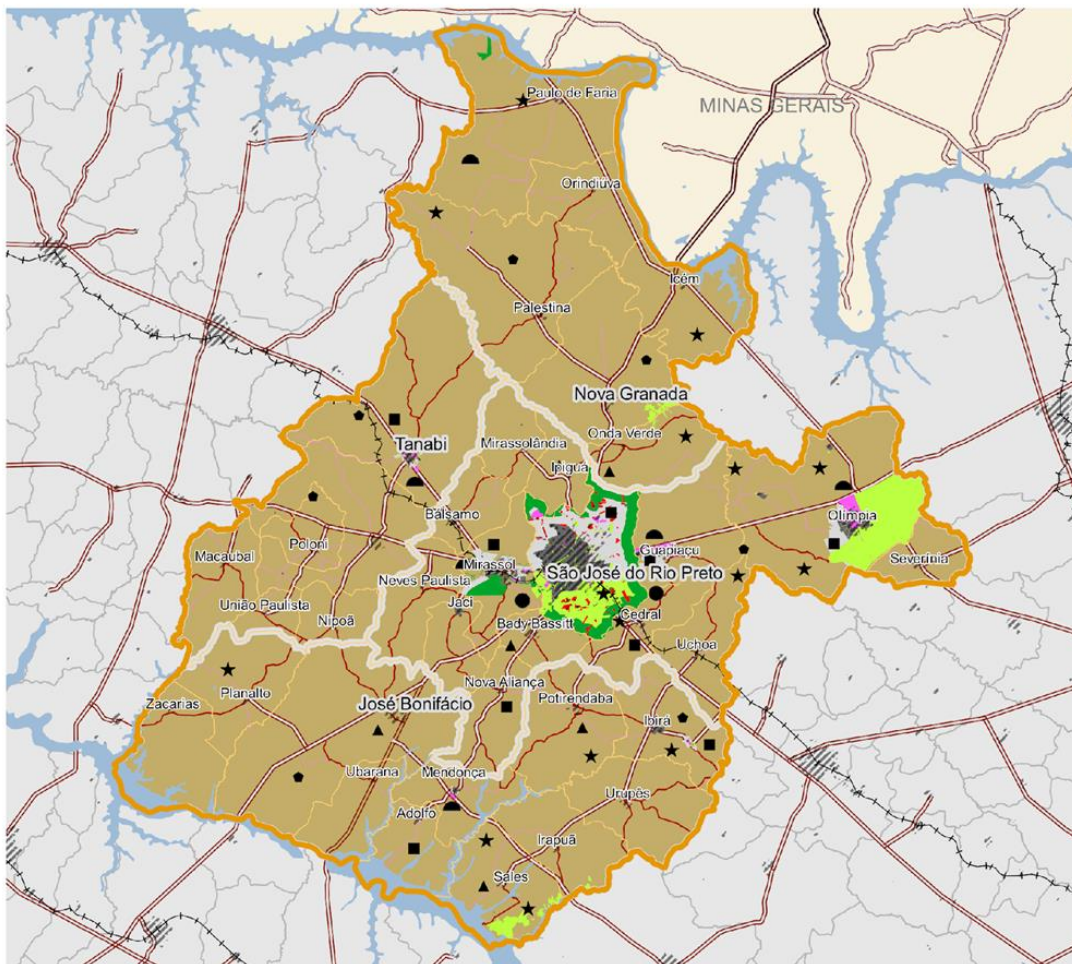 Paulo de Faria
MINAS GERAIS
Orindiúva
Icém
Palestina
Nova Granada
Onda Verde
Mirassolândia
Tanabi
Ipiguá
Bálsamo
Olímpia
Guapiaçu
Severínia
Macaubal
Poloni
Mirassol
São José do Rio Preto
Neves Paulista
Jaci
União Paulista
Nipoã
Cedral
Bady Bassitt
Uchoa
Nova Aliança
Planalto
Potirendaba
Zacarias
José Bonifácio
Ibirá
Ubarana
Mendonça
Urupês
Adolfo
Irapuã
Sales